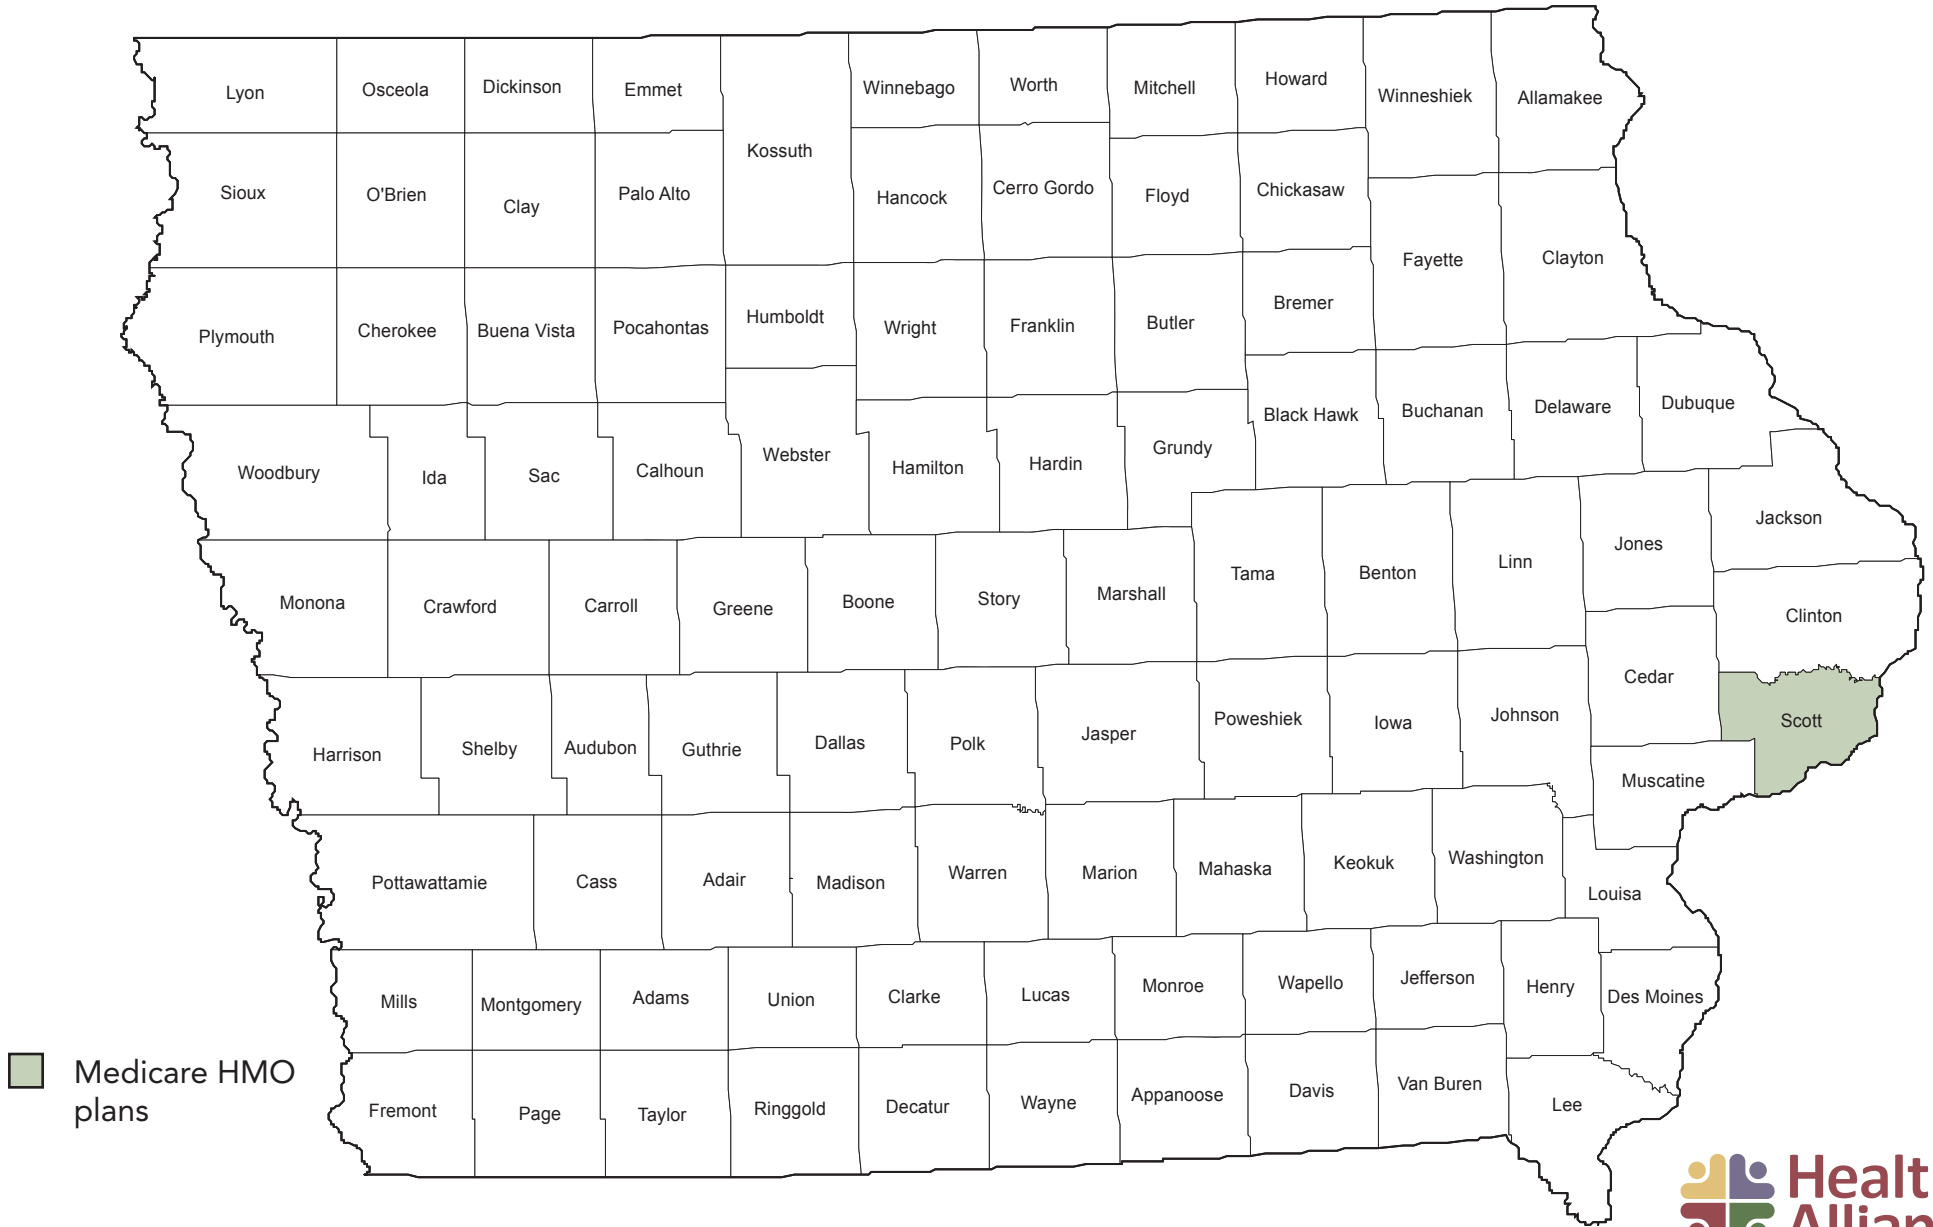 Lyon
Osceola
Dickinson
Emmet
Winnebago
Worth
Mitchell
Howard
Winneshiek
Allamakee
Kossuth
Sioux
O'Brien
Clay
Palo Alto
Hancock
Cerro Gordo
Floyd
Chickasaw
Fayette
Clayton
Plymouth
Cherokee
Buena Vista
Pocahontas
Humboldt
Wright
Franklin
Butler
Bremer
Woodbury
Ida
Sac
Calhoun
Webster
Hamilton
Hardin
Grundy
Black Hawk
Buchanan
Delaware
Dubuque
Monona
Crawford
Carroll
Greene
Boone
Story
Marshall
Tama
Benton
Linn
Jones
Jackson
Clinton
Harrison
Shelby
Audubon
Guthrie
Dallas
Polk
Jasper
Poweshiek
Iowa
Johnson
Cedar
Scott
Muscatine
Pottawattamie
Cass
Adair
Madison
Warren
Marion
Mahaska
Keokuk
Washington
Louisa
Mills
Montgomery
Adams
Union
Clarke
Lucas
Monroe
Wapello
Jefferson
Henry
Des Moines
Fremont
Page
Taylor
Ringgold
Decatur
Wayne
Appanoose
Davis
Van Buren
Lee
Medicare HMO
plans
Healt
Allian